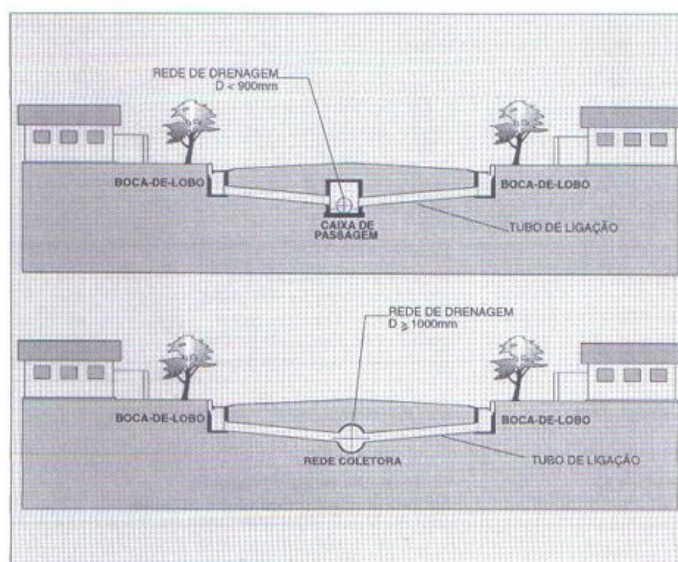 REDE DE DRENAGEM
D < 900mm
BOCA-DE-LOBO
BOCA-DE-LOBO
CAIXA DE
PASSAGEM
TUBO DE LIGAÇÃO
REDE DE DRENAGEM
D ⩾ 1000mm
BOCA-DE-LOBO
BOCA-DE-LOBO
REDE COLETORA
TUBO DE LIGAÇÃO